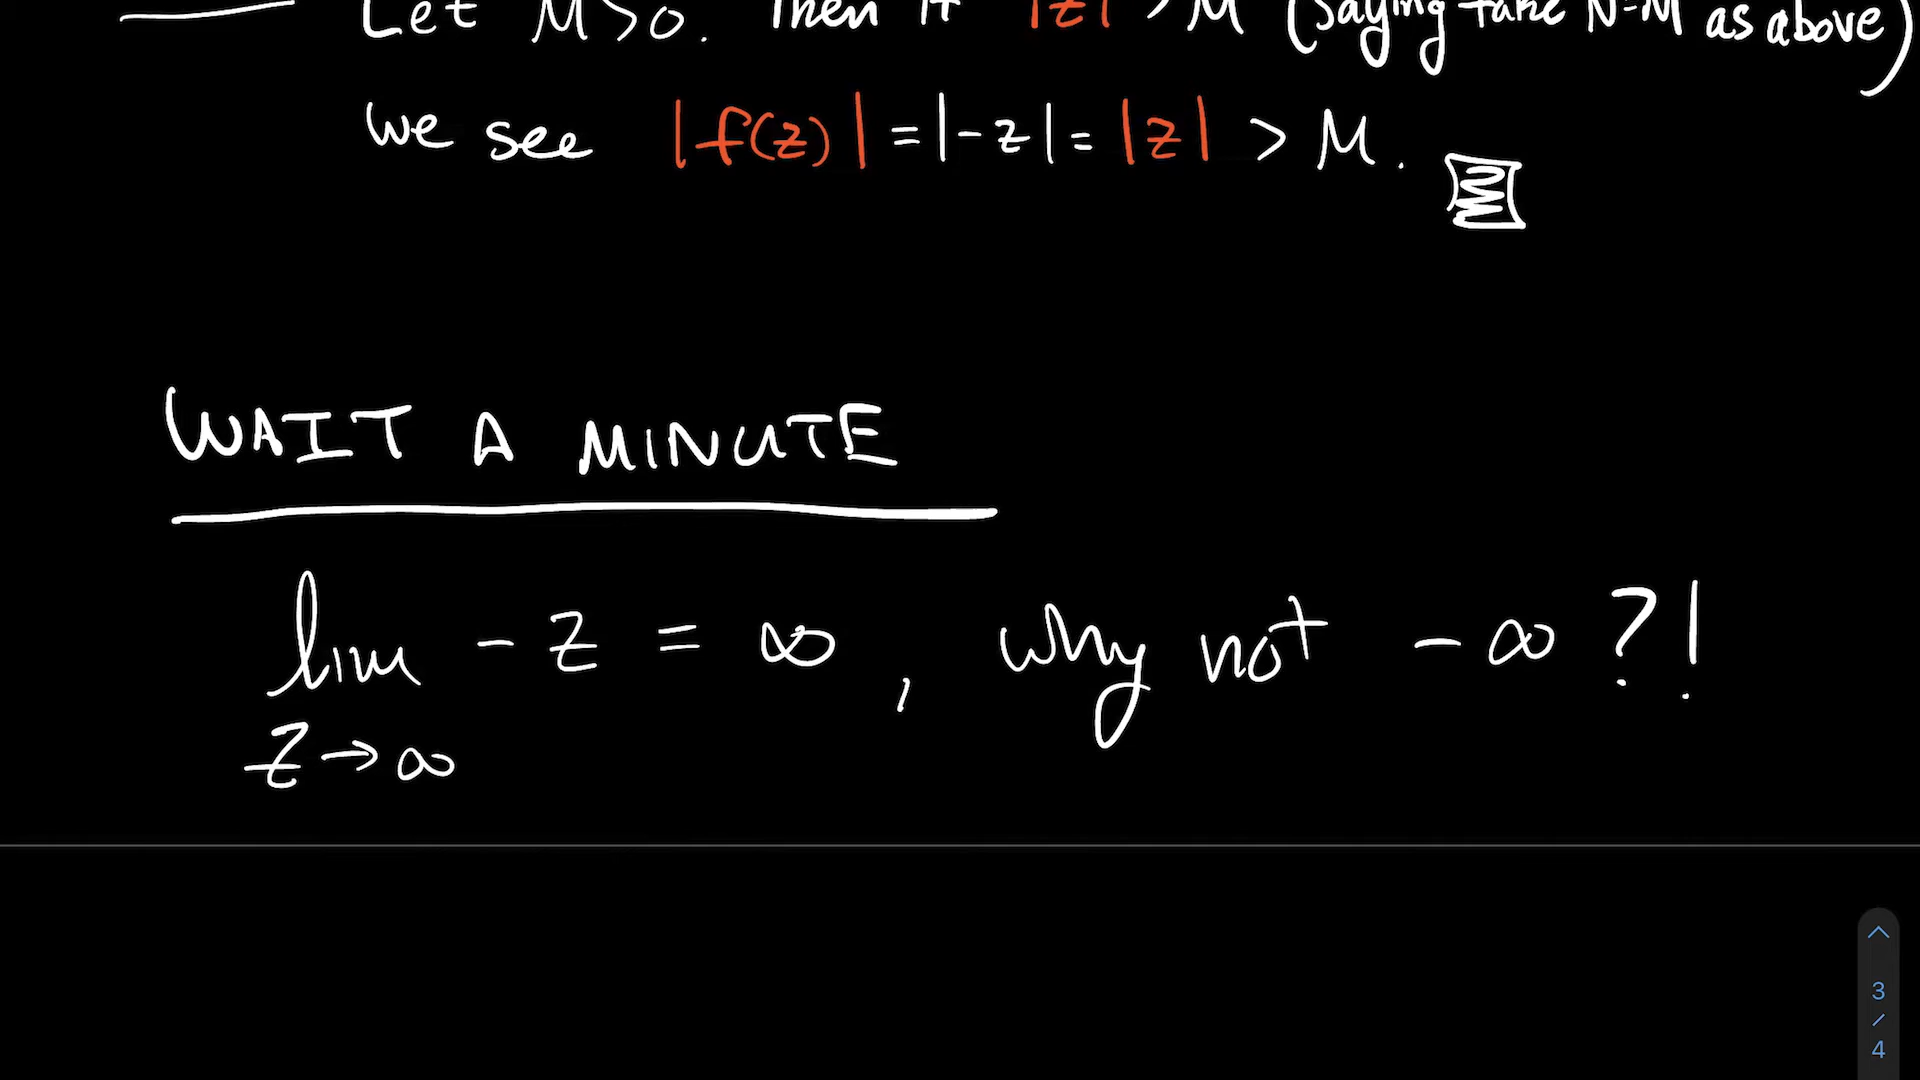 Let M>0. Then if |z| > M (saying take N=M as above)
we see |f(z)| = |-z| = |z| > M.
WAIT A MINUTE
lim -z = ∞, why not -∞ ?!
z→∞
3
/
4